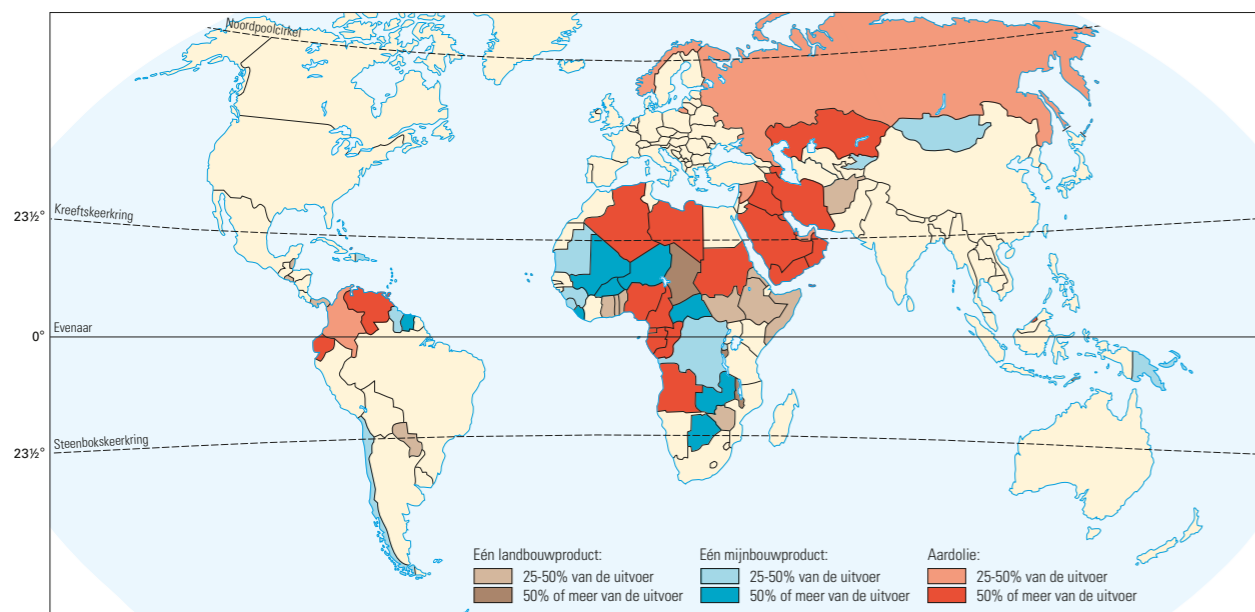 Noordpoolcirkel
23½°
Kreeftskeerkring
Evenaar
0°
Steenbokskeerkring
23½°
Eén landbouwproduct:
25-50% van de uitvoer
50% of meer van de uitvoer
Eén mijnbouwproduct:
25-50% van de uitvoer
50% of meer van de uitvoer
Aardolie:
25-50% van de uitvoer
50% of meer van de uitvoer